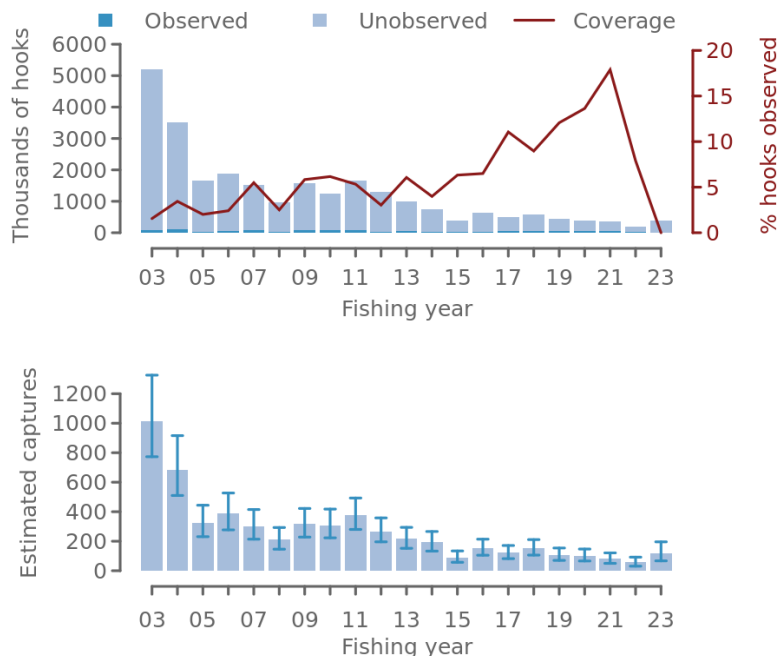 Observed Unobserved Coverage
Thousands of hooks
6000
5000
4000
3000
2000
1000
0
20
15
10
5
0
% hooks observed
03 05 07 09 11 13 15 17 19 21 23
Fishing year
Estimated captures
1200
1000
800
600
400
200
0
03 05 07 09 11 13 15 17 19 21 23
Fishing year